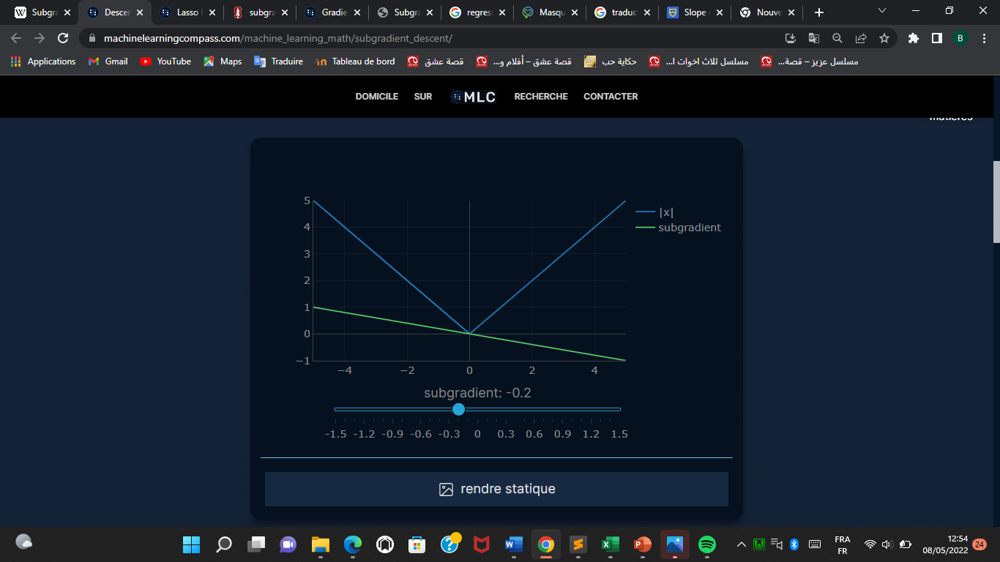 Subgra
Descen
Lasso
subgra
Gradie
Subgra
regres
Masqu
traduc
Slope
Nouve
machinelearningcompass.com/machine_learning_math/subgradient_descent/
B
Applications
Gmail
YouTube
Maps
Traduire
Tableau de bord
قصة عشق
قصة عشق – أفلام و...
حكاية حب
مسلسل ثلاث اخوات ا...
مسلسل عزيز – قصة...
DOMICILE SUR MLC RECHERCHE CONTACTER
matières
5
4
3
2
1
0
−1
−4 −2 0 2 4
|x|
subgradient
subgradient: -0.2
-1.5 -1.2 -0.9 -0.6 -0.3 0 0.3 0.6 0.9 1.2 1.5
rendre statique
FRA
FR
12:54
08/05/2022
24